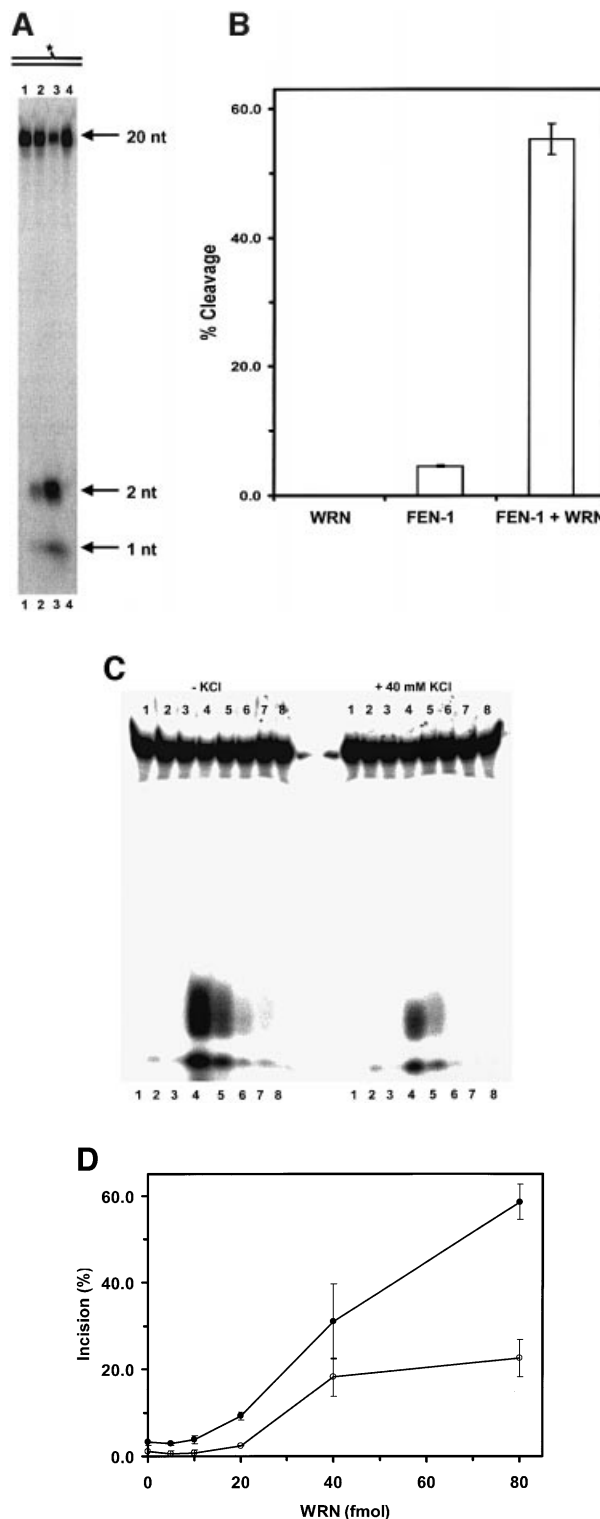 A
*
1 2 3 4
20 nt
2 nt
1 nt
1 2 3 4
B
60.0
40.0
20.0
0.0
% Cleavage
WRN FEN-1 FEN-1 + WRN
C
- KCl + 40 mM KCl
1 2 3 4 5 6 7 8 1 2 3 4 5 6 7 8
1 2 3 4 5 6 7 8 1 2 3 4 5 6 7 8
D
60.0
40.0
20.0
0.0
Incision (%)
0 20 40 60 80
WRN (fmol)